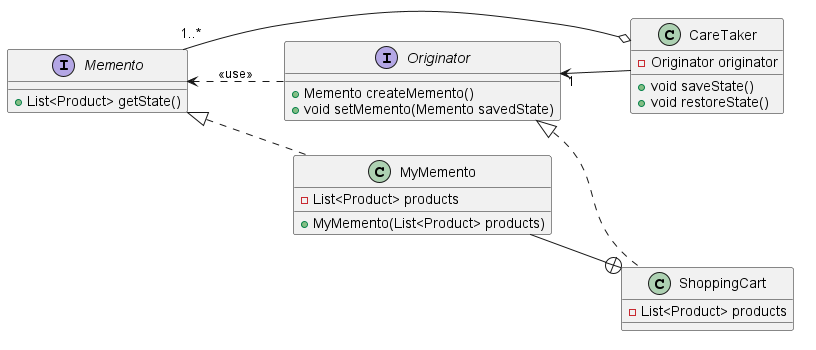 1..*
C CareTaker
Originator originator
void saveState()
void restoreState()
I Memento
List<Product> getState()
«use»
I Originator
Memento createMemento()
void setMemento(Memento savedState)
1
C MyMemento
List<Product> products
MyMemento(List<Product> products)
C ShoppingCart
List<Product> products